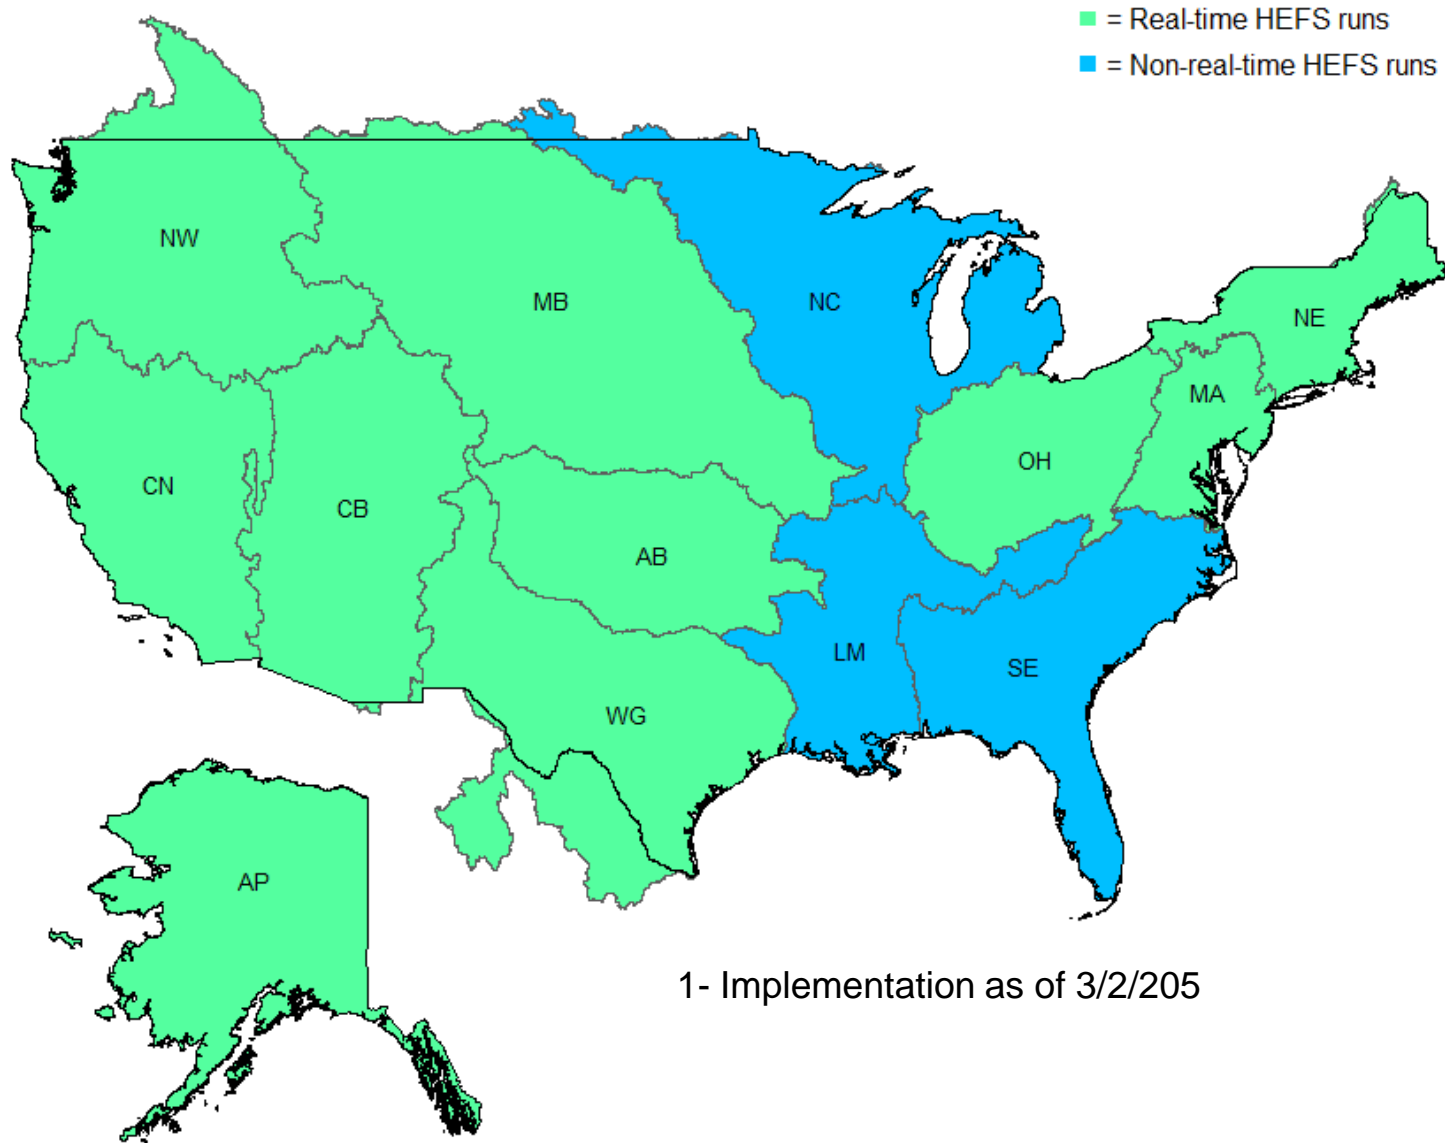 = Real-time HEFS runs
= Non-real-time HEFS runs
NW
MB
NC
NE
MA
OH
CN
CB
AB
LM
SE
WG
AP
1- Implementation as of 3/2/205